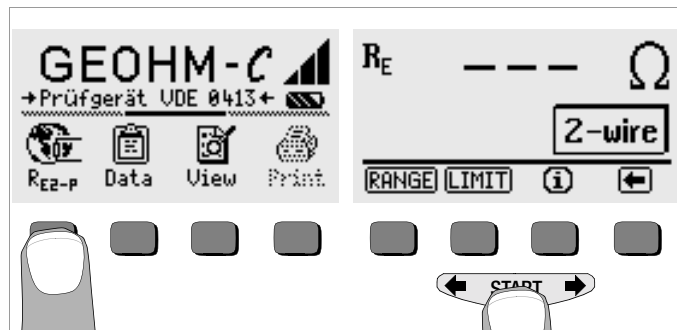 GEOHM-C
→Prüfgerät VDE 0413←
RE2-P Data View Print
RE --- Ω
2-wire
RANGE LIMIT i
START